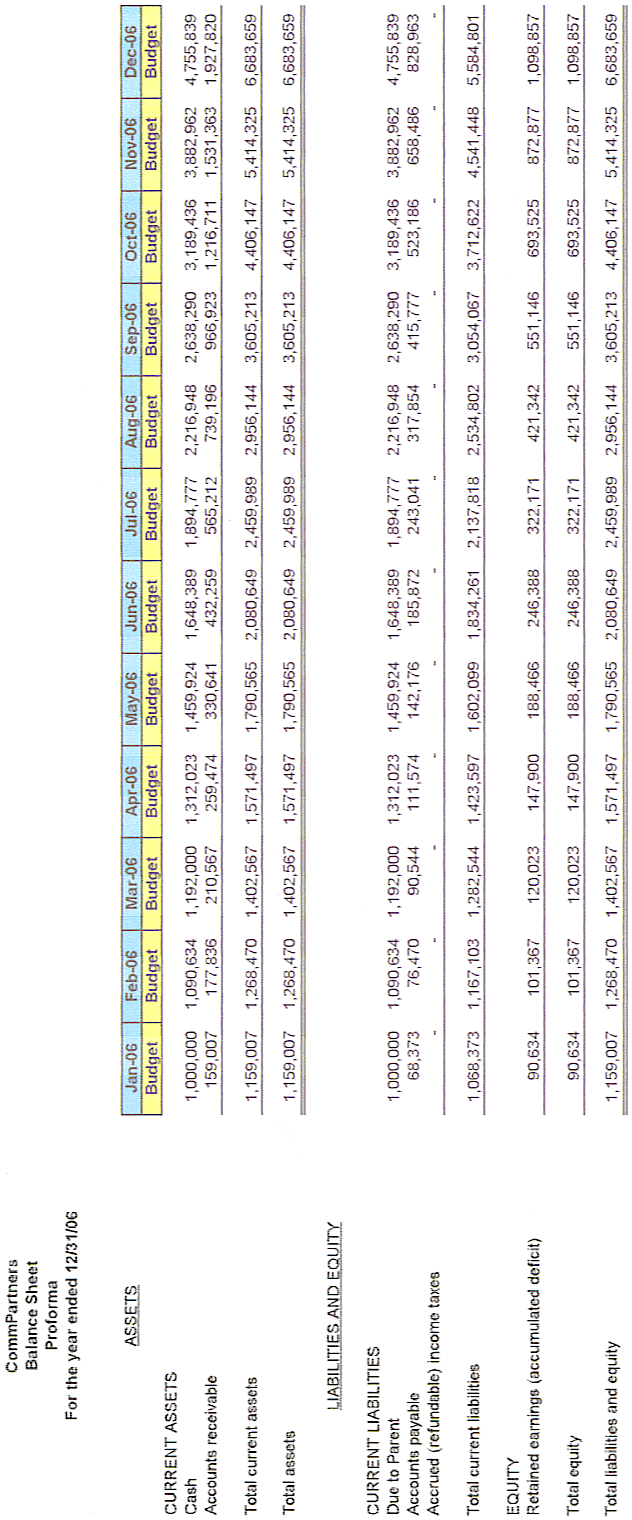 CommPartners
Balance Sheet
Proforma
For the year ended 12/31/06
Jan-06 Feb-06 Mar-06 Apr-06 May-06 Jun-06 Jul-06 Aug-06 Sep-06 Oct-06 Nov-06 Dec-06
ASSETS Budget Budget Budget Budget Budget Budget Budget Budget Budget Budget Budget Budget
CURRENT ASSETS
Cash 1,000,000 1,090,634 1,192,000 1,312,023 1,459,924 1,648,389 1,894,777 2,216,948 2,638,290 3,189,436 3,882,962 4,755,839
Accounts receivable 159,007 177,836 210,567 259,474 330,641 432,259 565,212 739,196 966,923 1,216,711 1,531,363 1,927,820
Total current assets 1,159,007 1,268,470 1,402,567 1,571,497 1,790,565 2,080,649 2,459,989 2,956,144 3,605,213 4,406,147 5,414,325 6,683,659
Total assets 1,159,007 1,268,470 1,402,567 1,571,497 1,790,565 2,080,649 2,459,989 2,956,144 3,605,213 4,406,147 5,414,325 6,683,659
LIABILITIES AND EQUITY
CURRENT LIABILITIES
Due to Parent 1,000,000 1,090,634 1,192,000 1,312,023 1,459,924 1,648,389 1,894,777 2,216,948 2,638,290 3,189,436 3,882,962 4,755,839
Accounts payable 68,373 76,470 90,544 111,574 142,176 185,872 243,041 317,854 415,777 523,186 658,486 828,963
Accrued (refundable) income taxes - - - - - - - - - - - -
Total current liabilities 1,068,373 1,167,103 1,282,544 1,423,597 1,602,099 1,834,261 2,137,818 2,534,802 3,054,067 3,712,622 4,541,448 5,584,801
EQUITY
Retained earnings (accumulated deficit) 90,634 101,367 120,023 147,900 188,466 246,388 322,171 421,342 551,146 693,525 872,877 1,098,857
Total equity 90,634 101,367 120,023 147,900 188,466 246,388 322,171 421,342 551,146 693,525 872,877 1,098,857
Total liabilities and equity 1,159,007 1,268,470 1,402,567 1,571,497 1,790,565 2,080,649 2,459,989 2,956,144 3,605,213 4,406,147 5,414,325 6,683,659